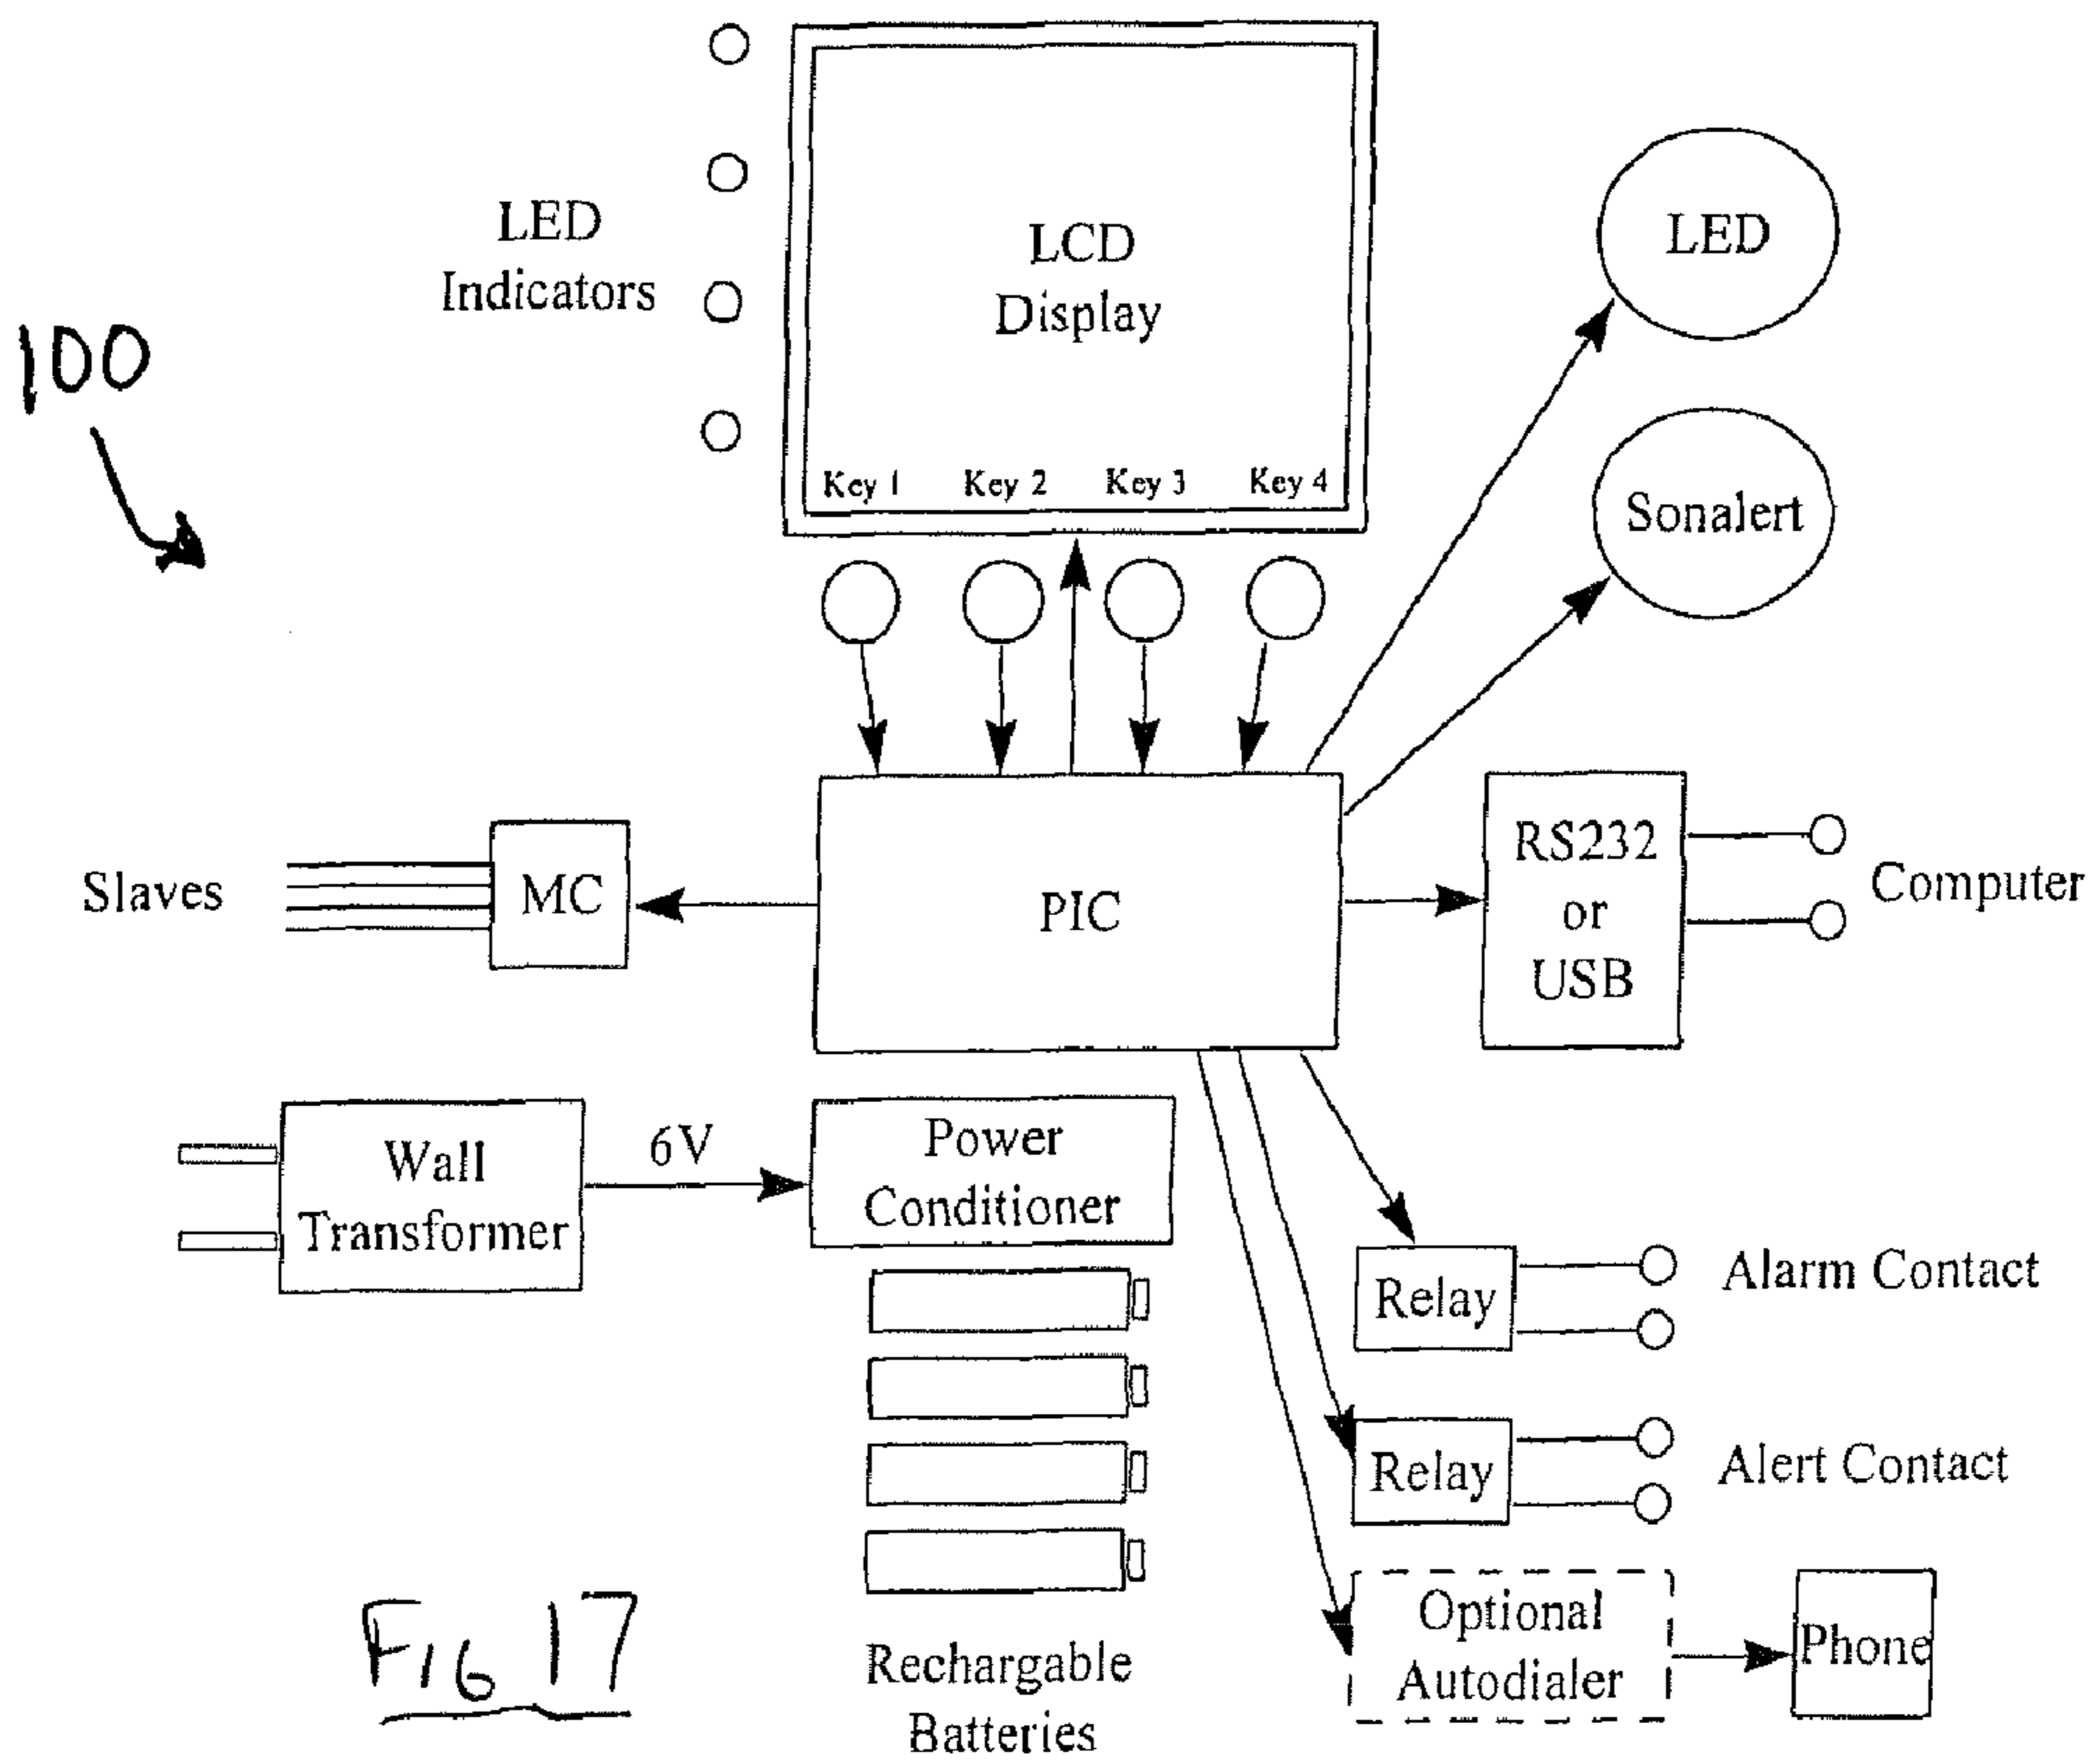 LED
Indicators
LCD
Display
Key 1 Key 2 Key 3 Key 4
LED
Sonalert
100
Slaves
MC
PIC
RS232
or
USB
Computer
Wall
Transformer
6V
Power
Conditioner
Relay
Alarm Contact
Relay
Alert Contact
Optional
Autodialer
Phone
Rechargable
Batteries
FIG 17